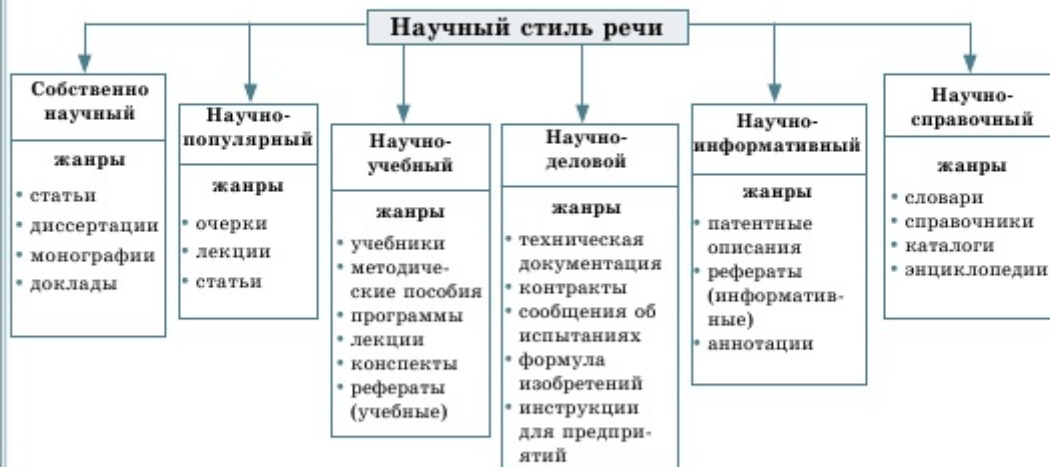 Научный стиль речи
Собственно
научный
жанры
• статьи
• диссертации
• монографии
• доклады
Научно-
популярный
жанры
• очерки
• лекции
• статьи
Научно-
учебный
жанры
• учебники
• методиче-
ские пособия
• программы
• лекции
• конспекты
• рефераты
(учебные)
Научно-
деловой
жанры
• техническая
документация
• контракты
• сообщения об
испытаниях
• формула
изобретений
• инструкции
для предпри-
ятий
Научно-
информативный
жанры
• патентные
описания
• рефераты
(информатив-
ные)
• аннотации
Научно-
справочный
жанры
• словари
• справочники
• каталоги
• энциклопедии